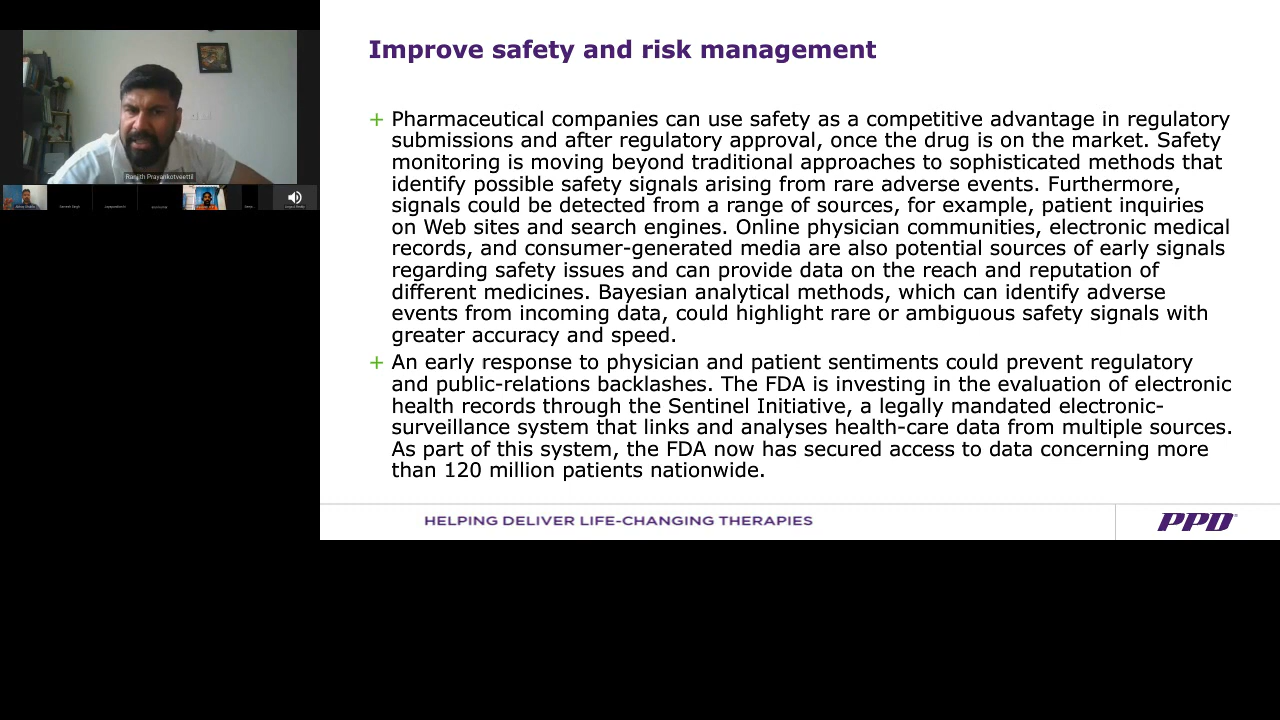 Improve safety and risk management
+ Pharmaceutical companies can use safety as a competitive advantage in regulatory
submissions and after regulatory approval, once the drug is on the market. Safety
monitoring is moving beyond traditional approaches to sophisticated methods that
identify possible safety signals arising from rare adverse events. Furthermore,
signals could be detected from a range of sources, for example, patient inquiries
on Web sites and search engines. Online physician communities, electronic medical
records, and consumer-generated media are also potential sources of early signals
regarding safety issues and can provide data on the reach and reputation of
different medicines. Bayesian analytical methods, which can identify adverse
events from incoming data, could highlight rare or ambiguous safety signals with
greater accuracy and speed.
+ An early response to physician and patient sentiments could prevent regulatory
and public-relations backlashes. The FDA is investing in the evaluation of electronic
health records through the Sentinel Initiative, a legally mandated electronic-
surveillance system that links and analyses health-care data from multiple sources.
As part of this system, the FDA now has secured access to data concerning more
than 120 million patients nationwide.
HELPING DELIVER LIFE-CHANGING THERAPIES
PPD
Ranjith Prayankotveettil